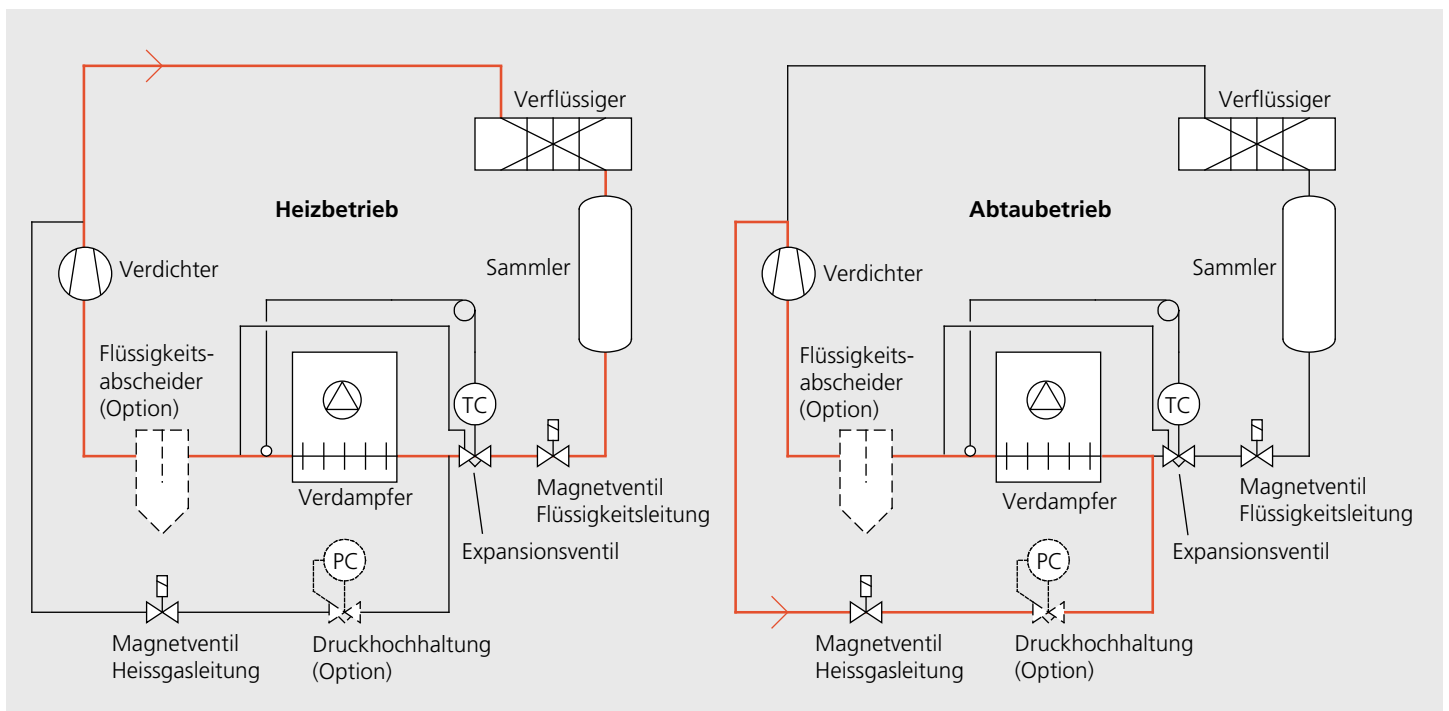 Verflüssiger
Heizbetrieb
Verdichter
Sammler
Flüssigkeits-
abscheider
(Option)
TC
Verdampfer
Magnetventil
Flüssigkeitsleitung
Expansionsventil
PC
Magnetventil
Heissgasleitung
Druckhochhaltung
(Option)
Verflüssiger
Abtaubetrieb
Verdichter
Sammler
Flüssigkeits-
abscheider
(Option)
TC
Verdampfer
Magnetventil
Flüssigkeitsleitung
Expansionsventil
PC
Magnetventil
Heissgasleitung
Druckhochhaltung
(Option)